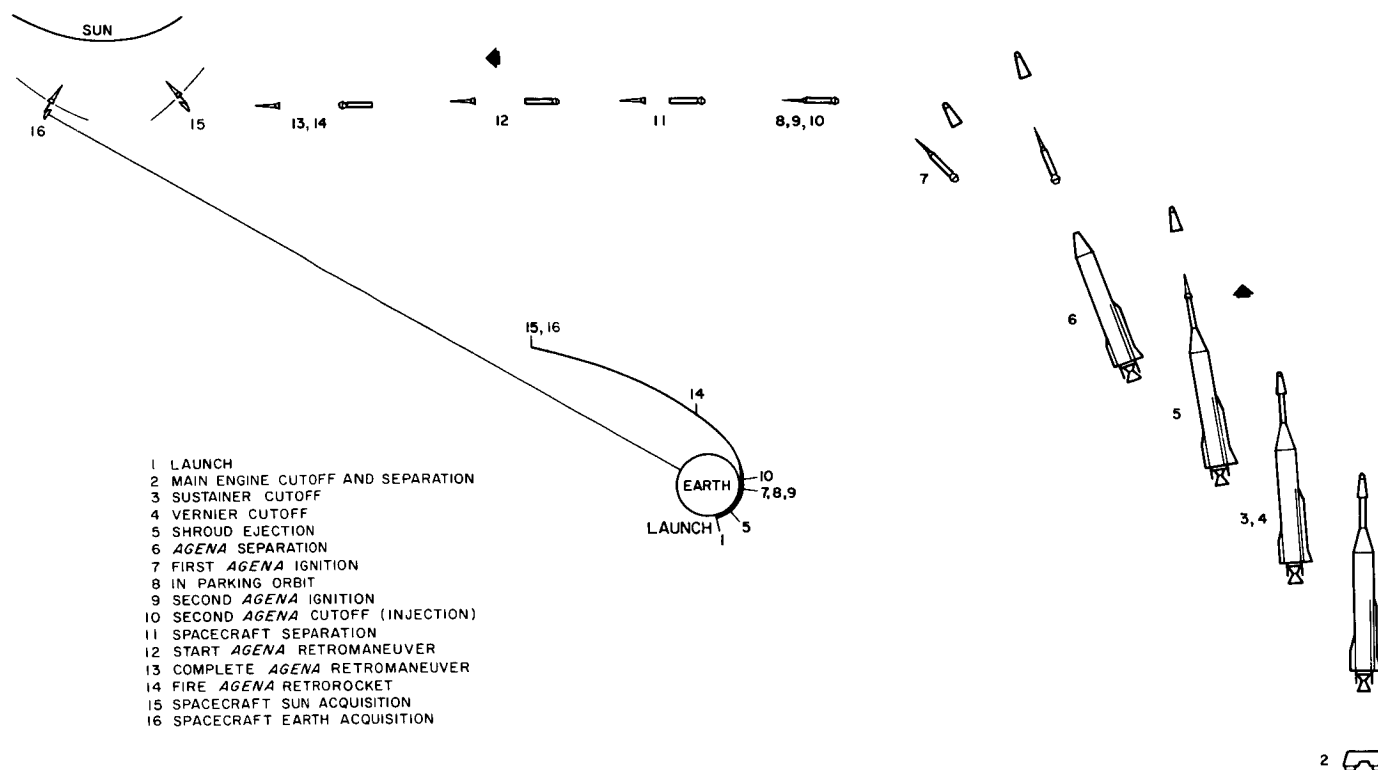 SUN
16
15
13, 14
12
11
8, 9, 10
7
6
5
3, 4
2
15, 16
14
10
7, 8, 9
EARTH
5
LAUNCH
1
1 LAUNCH
2 MAIN ENGINE CUTOFF AND SEPARATION
3 SUSTAINER CUTOFF
4 VERNIER CUTOFF
5 SHROUD EJECTION
6 AGENA SEPARATION
7 FIRST AGENA IGNITION
8 IN PARKING ORBIT
9 SECOND AGENA IGNITION
10 SECOND AGENA CUTOFF (INJECTION)
11 SPACECRAFT SEPARATION
12 START AGENA RETROMANEUVER
13 COMPLETE AGENA RETROMANEUVER
14 FIRE AGENA RETROROCKET
15 SPACECRAFT SUN ACQUISITION
16 SPACECRAFT EARTH ACQUISITION